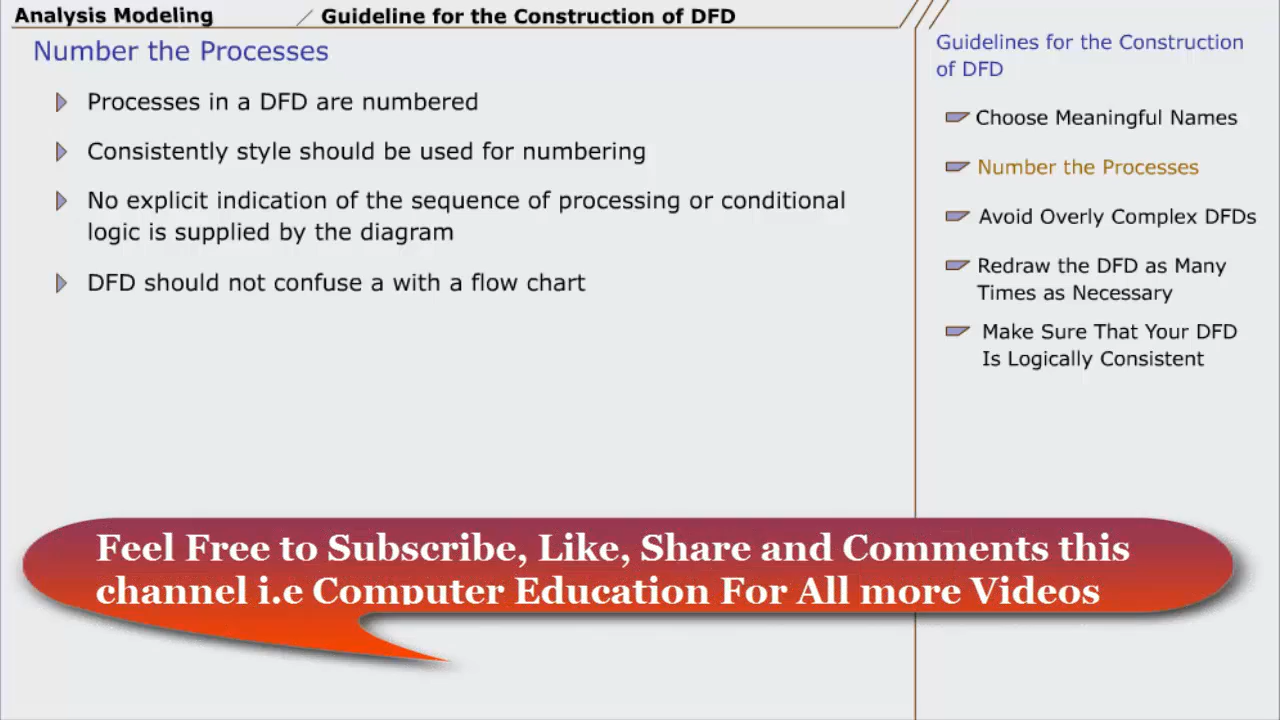 Analysis Modeling
Guideline for the Construction of DFD
Number the Processes
Processes in a DFD are numbered
Consistently style should be used for numbering
No explicit indication of the sequence of processing or conditional
logic is supplied by the diagram
DFD should not confuse a with a flow chart
Guidelines for the Construction
of DFD
Choose Meaningful Names
Number the Processes
Avoid Overly Complex DFDs
Redraw the DFD as Many
Times as Necessary
Make Sure That Your DFD
Is Logically Consistent
Feel Free to Subscribe, Like, Share and Comments this
channel i.e Computer Education For All more Videos